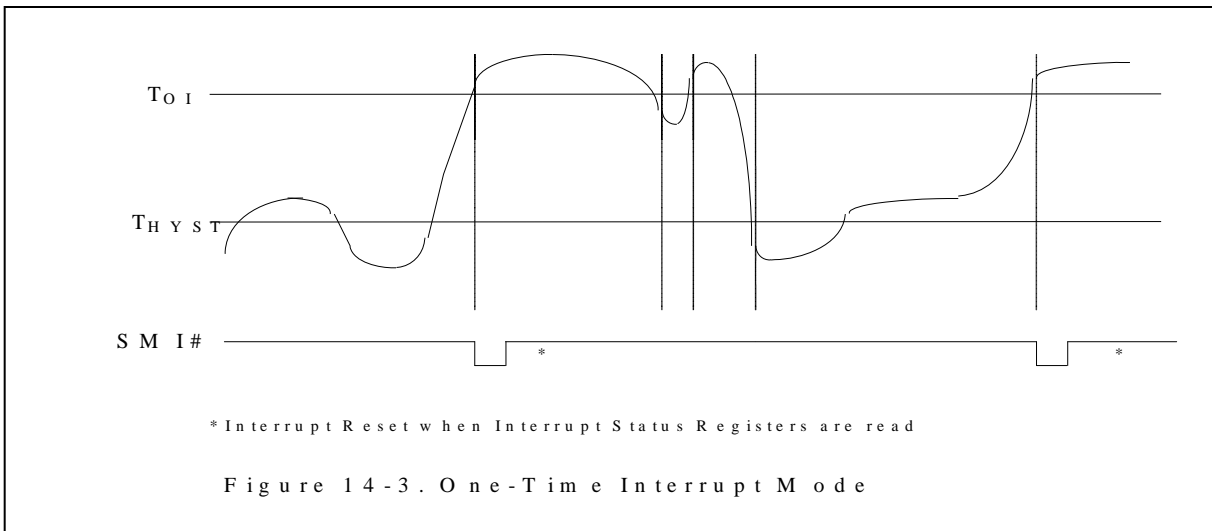 TOI
THYST
SMI#
*
*
*Interrupt Reset when Interrupt Status Registers are read
Figure 14-3. One-Time Interrupt Mode